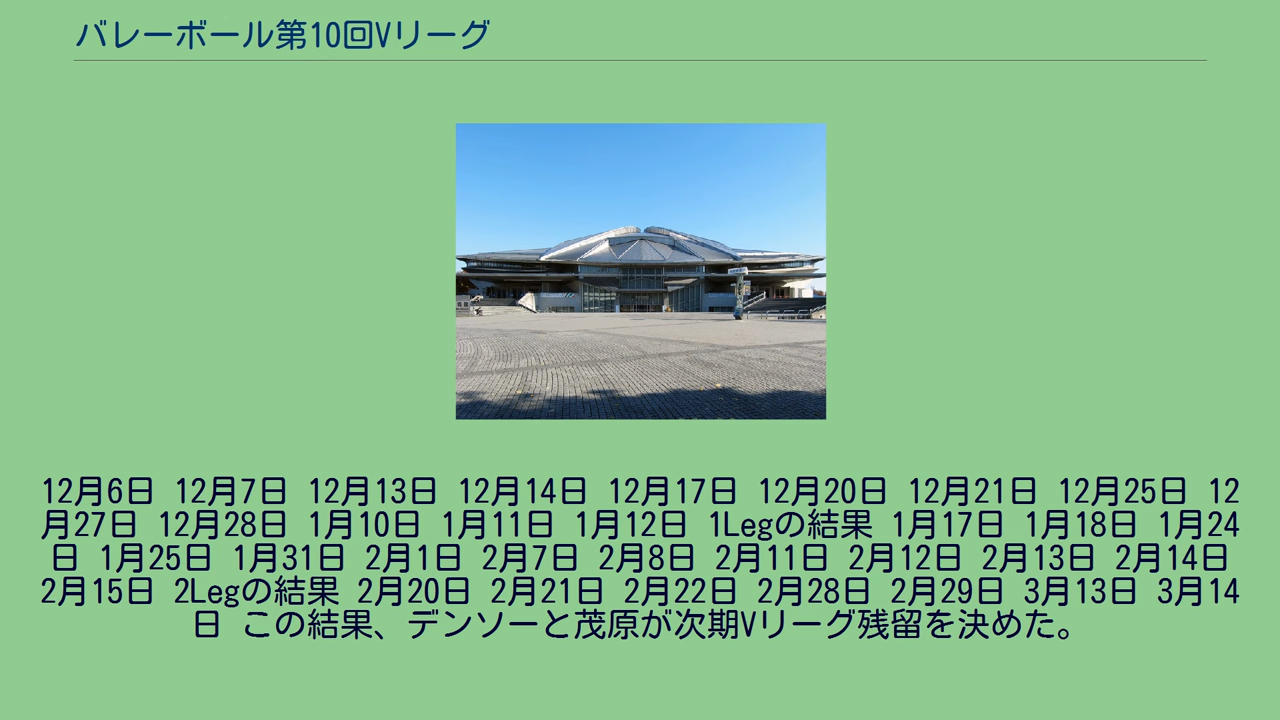 バレーボール第10回Vリーグ
12月6日 12月7日 12月13日 12月14日 12月17日 12月20日 12月21日 12月25日 12
月27日 12月28日 1月10日 1月11日 1月12日 1Legの結果 1月17日 1月18日 1月24
日 1月25日 1月31日 2月1日 2月7日 2月8日 2月11日 2月12日 2月13日 2月14日
2月15日 2Legの結果 2月20日 2月21日 2月22日 2月28日 2月29日 3月13日 3月14
日 この結果、デンソーと茂原が次期Vリーグ残留を決めた。